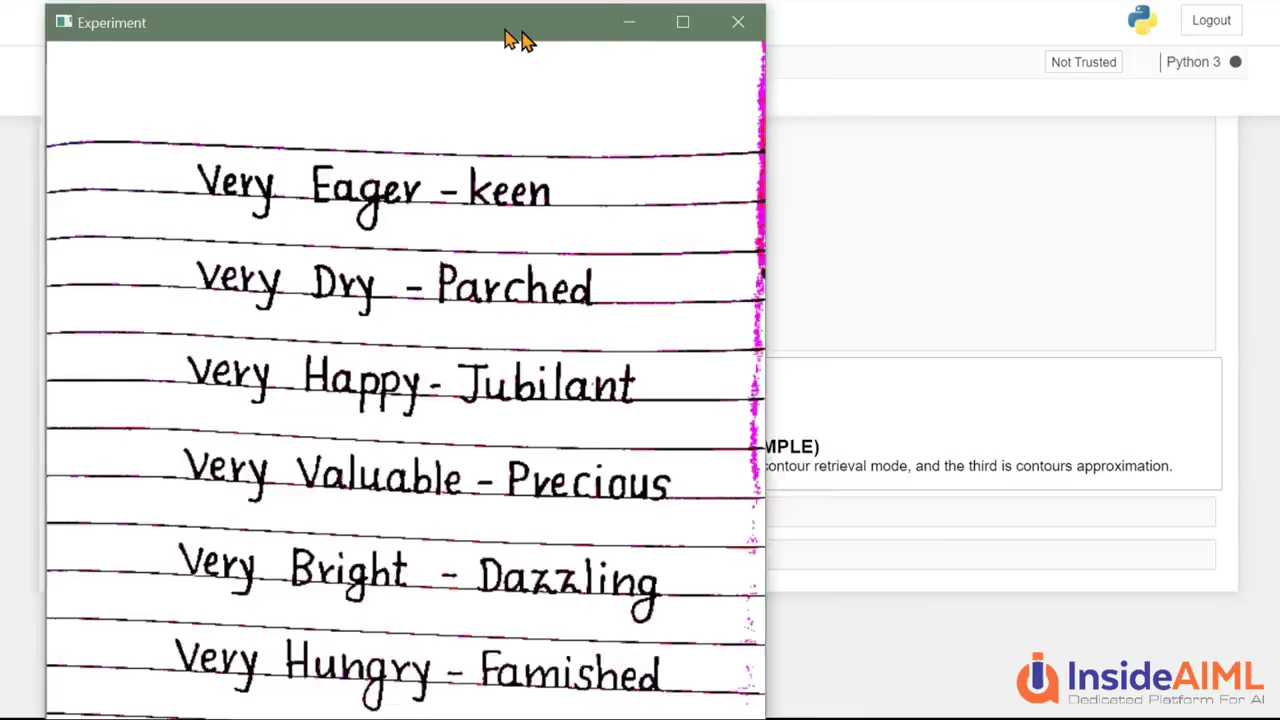 Experiment
Logout
Not Trusted
Python 3
Very Eager - keen
Very Dry - Parched
Very Happy - Jubilant
Very Valuable - Precious
Very Bright - Dazzling
Very Hungry - Famished
MPLE)
contour retrieval mode, and the third is contours approximation.
InsideAIML
Dedicated Platform For AI